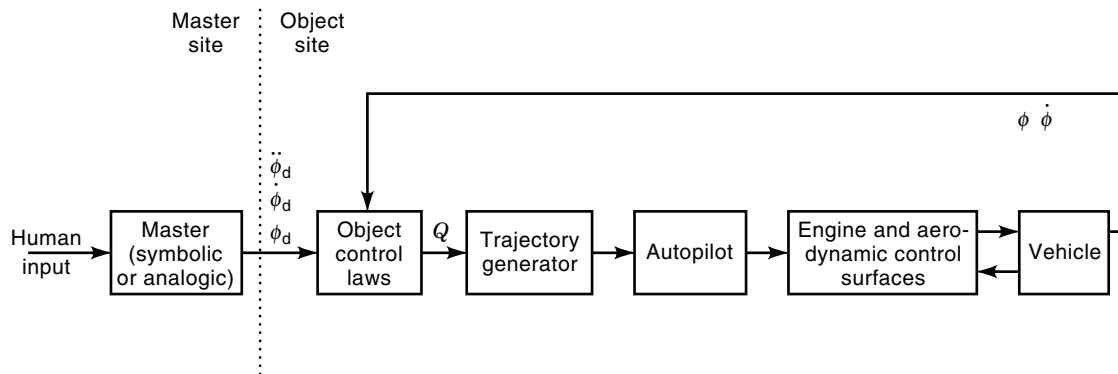 Master
site
Object
site
ϕ ϕ̇
ϕ̈d
ϕ̇d
ϕd
Human
input
Master
(symbolic
or analogic)
Object
control
laws
Q
Trajectory
generator
Autopilot
Engine and aero-
dynamic control
surfaces
Vehicle